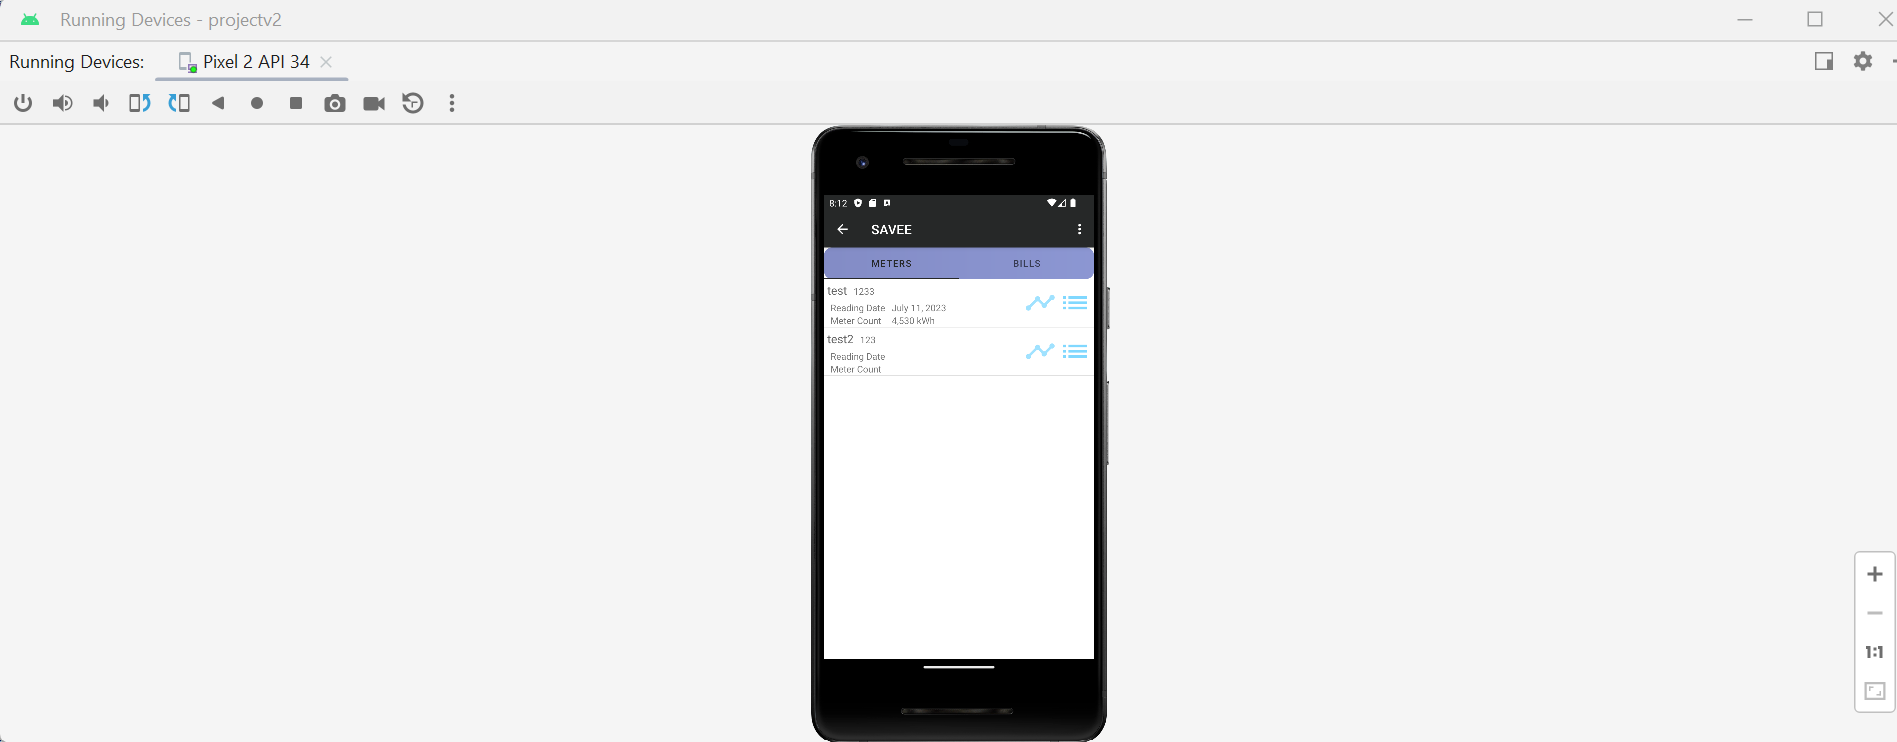 Running Devices - projectv2
Running Devices: Pixel 2 API 34
8:12
SAVEE
METERS BILLS
test 1233
Reading Date July 11, 2023
Meter Count 4,530 kWh
test2 123
Reading Date
Meter Count
1:1